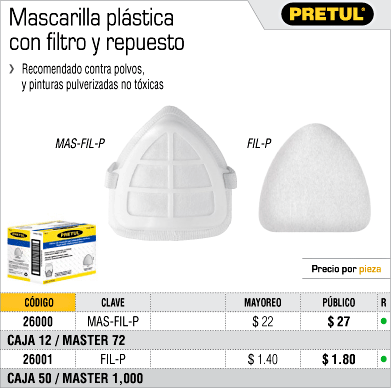 Mascarilla plástica
con filtro y repuesto
PRETUL®
› Recomendado contra polvos,
y pinturas pulverizadas no tóxicas
MAS-FIL-P
FIL-P
PRETUL
Precio por pieza
CÓDIGO CLAVE MAYOREO PÚBLICO R
26000 MAS-FIL-P $ 22 $ 27
CAJA 12 / MASTER 72
26001 FIL-P $ 1.40 $ 1.80
CAJA 50 / MASTER 1,000